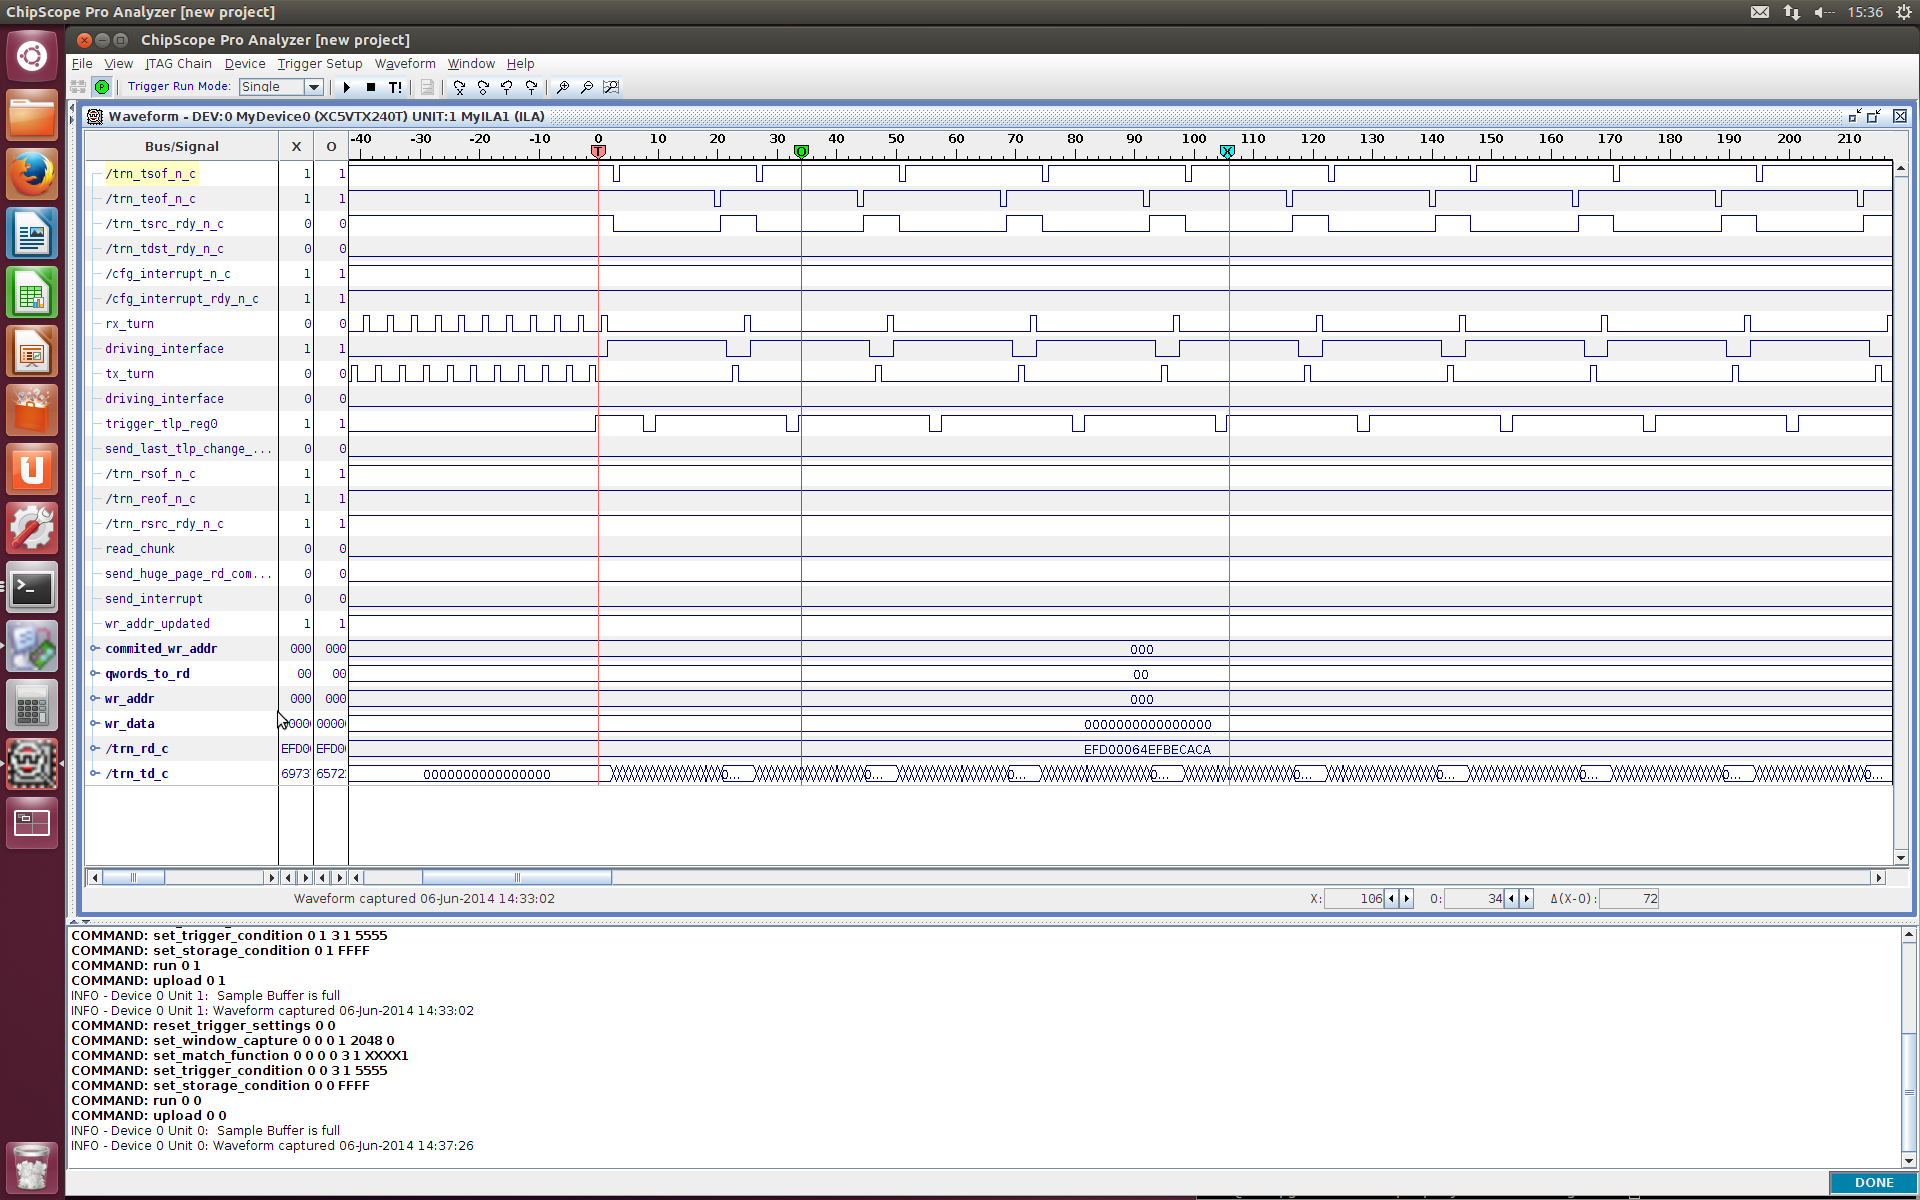 ChipScope Pro Analyzer [new project]
15:36
ChipScope Pro Analyzer [new project]
File View JTAG Chain Device Trigger Setup Waveform Window Help
Trigger Run Mode: Single T!
Waveform - DEV:0 MyDevice0 (XC5VTX240T) UNIT:1 MyILA1 (ILA)
Bus/Signal X O -40 -30 -20 -10 0 10 20 30 40 50 60 70 80 90 100 110 120 130 140 150 160 170 180 190 200 210
T O X
/trn_tsof_n_c 1 1
/trn_teof_n_c 1 1
/trn_tsrc_rdy_n_c 0 0
/trn_tdst_rdy_n_c 0 0
/cfg_interrupt_n_c 1 1
/cfg_interrupt_rdy_n_c 1 1
rx_turn 0 0
driving_interface 1 1
tx_turn 0 0
driving_interface 0 0
trigger_tlp_reg0 1 1
send_last_tlp_change_... 0 0
/trn_rsof_n_c 1 1
/trn_reof_n_c 1 1
/trn_rsrc_rdy_n_c 1 1
read_chunk 0 0
send_huge_page_rd_com... 0 0
send_interrupt 0 0
wr_addr_updated 1 1
commited_wr_addr 000 000 000
qwords_to_rd 00 00 00
wr_addr 000 000 000
wr_data 000 0000 0000000000000000
/trn_rd_c EFD0 EFD0 EFD00064EFBECACA
/trn_td_c 6973 6572 0000000000000000 0... 0... 0... 0... 0... 0... 0... 0... 0...
Waveform captured 06-Jun-2014 14:33:02 X: 106 O: 34 Δ(X-O): 72
COMMAND: set_trigger_condition 0 1 3 1 5555
COMMAND: set_storage_condition 0 1 FFFF
COMMAND: run 0 1
COMMAND: upload 0 1
INFO - Device 0 Unit 1: Sample Buffer is full
INFO - Device 0 Unit 1: Waveform captured 06-Jun-2014 14:33:02
COMMAND: reset_trigger_settings 0 0
COMMAND: set_window_capture 0 0 0 1 2048 0
COMMAND: set_match_function 0 0 0 0 3 1 XXXX1
COMMAND: set_trigger_condition 0 0 3 1 5555
COMMAND: set_storage_condition 0 0 FFFF
COMMAND: run 0 0
COMMAND: upload 0 0
INFO - Device 0 Unit 0: Sample Buffer is full
INFO - Device 0 Unit 0: Waveform captured 06-Jun-2014 14:37:26
DONE